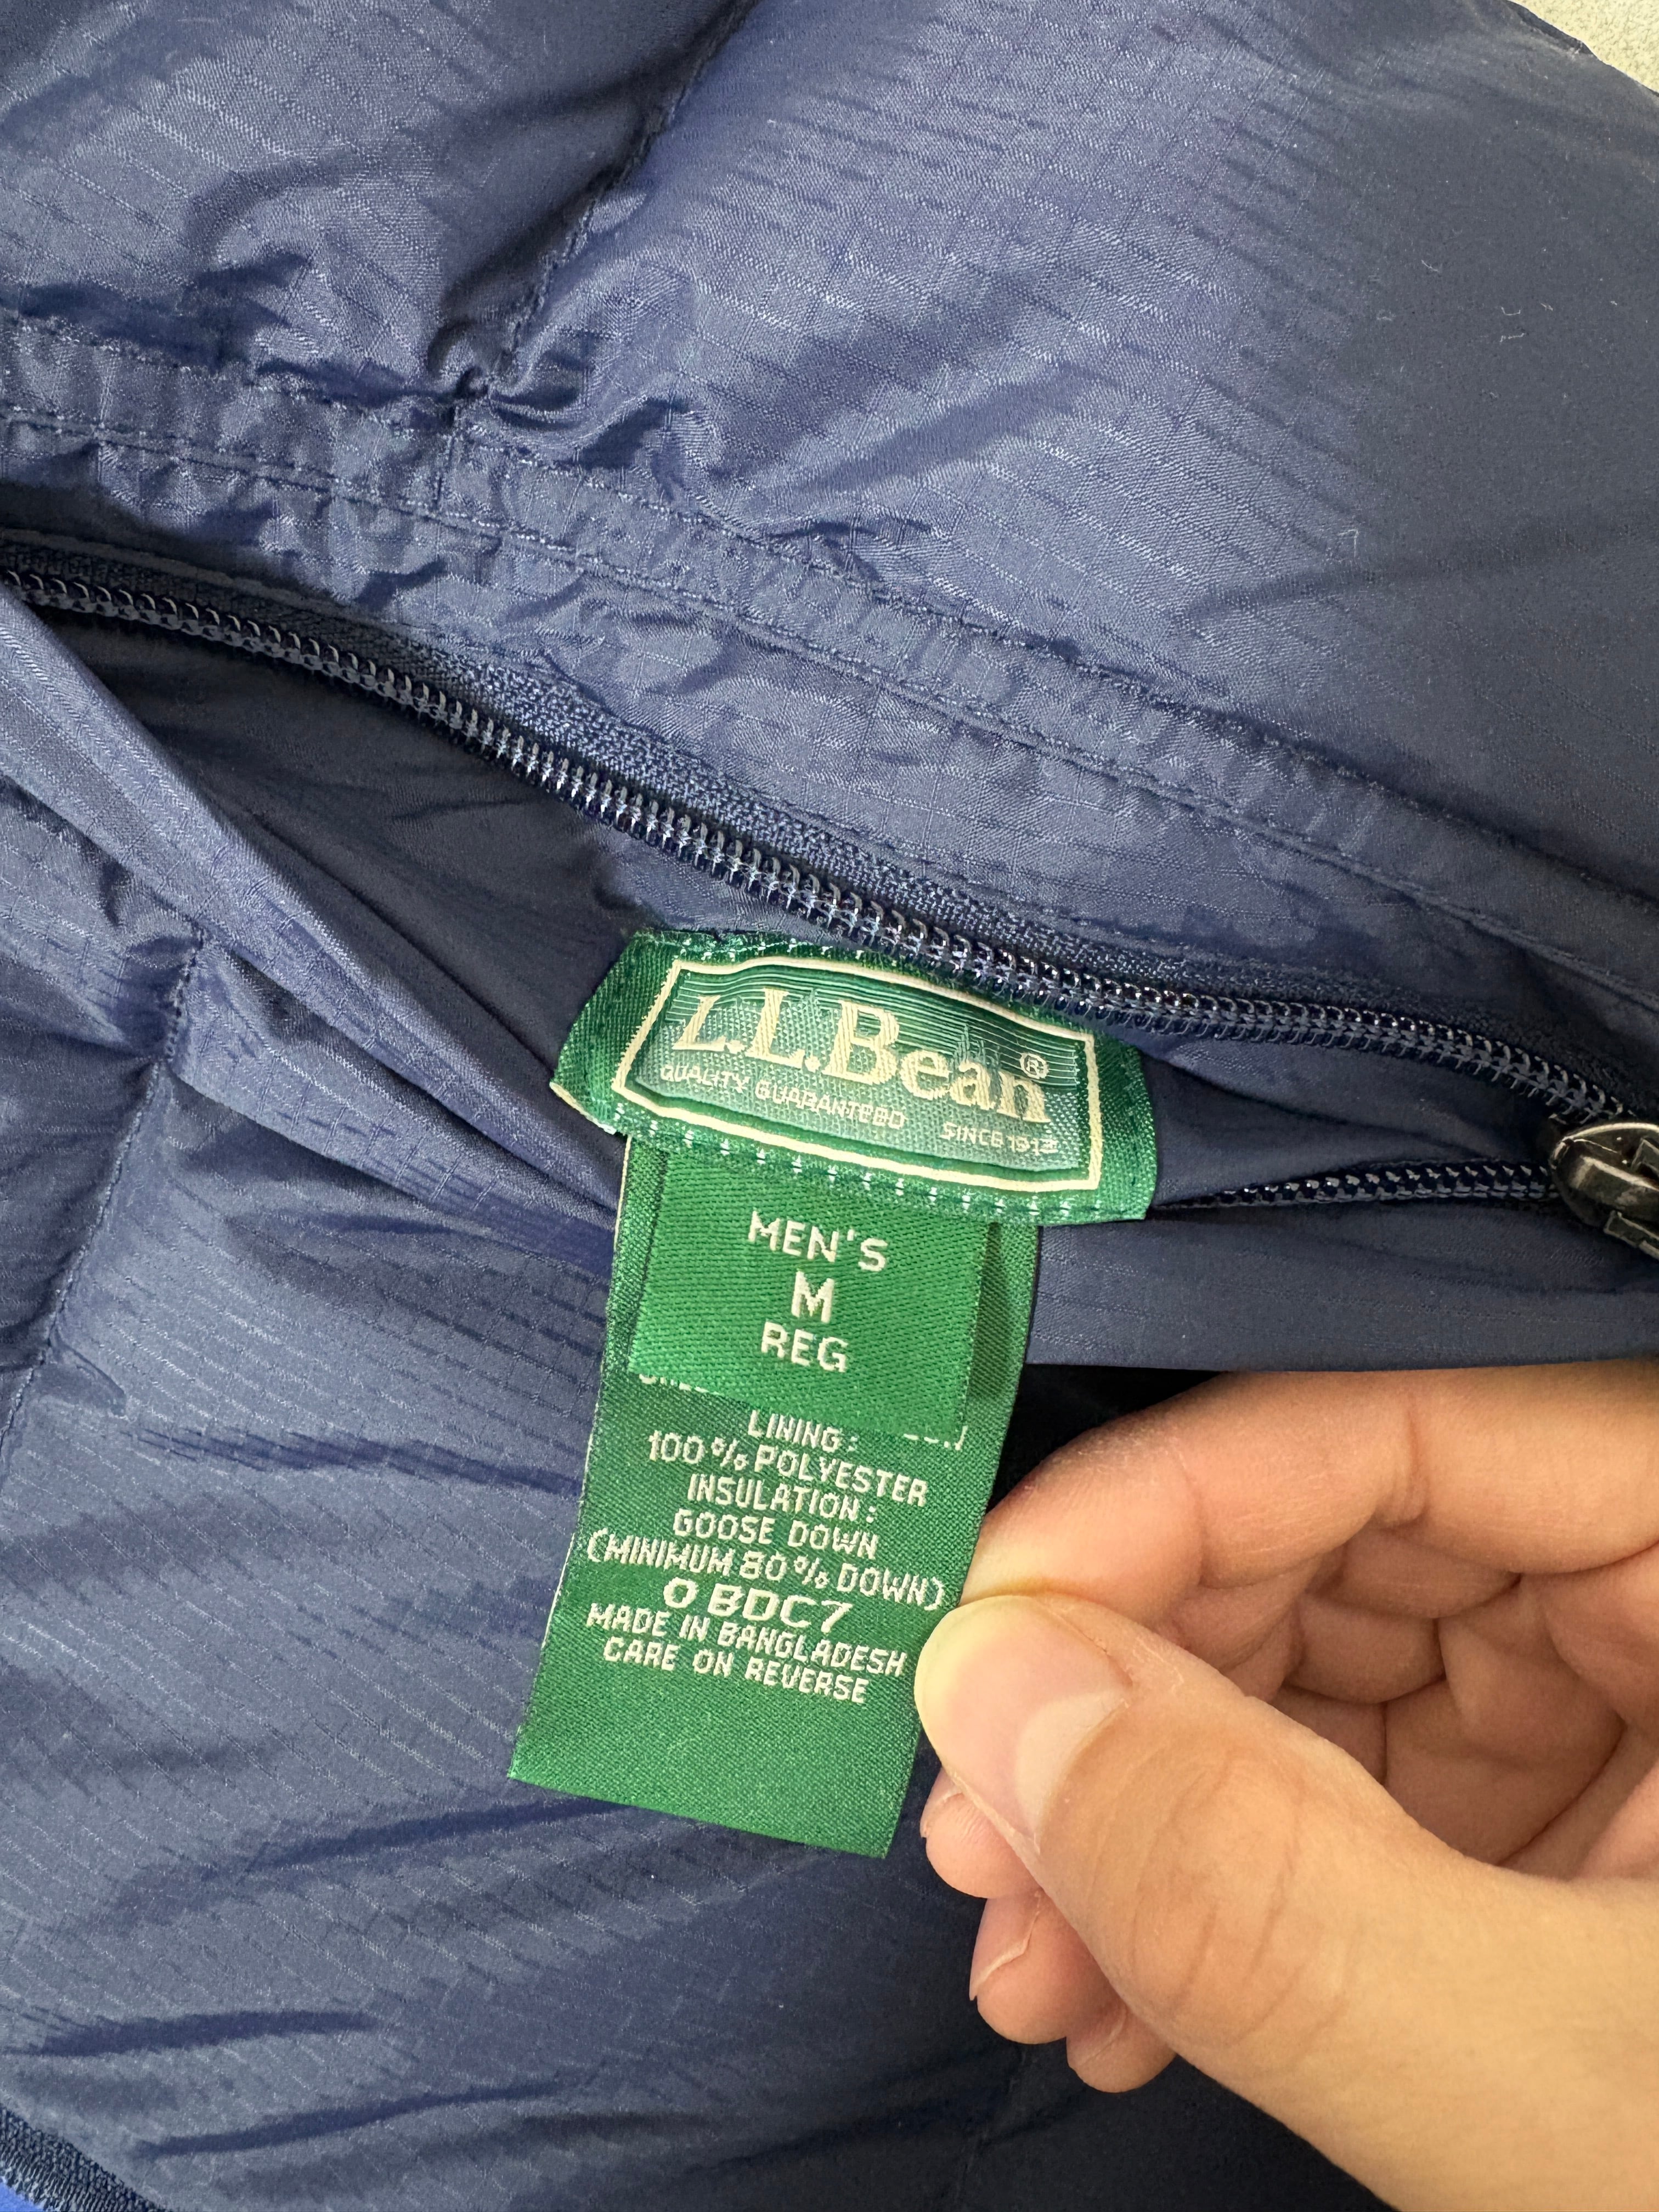 L.L.Bean®
QUALITY GUARANTEED SINCE 1912
MEN'S
M
REG
LINING:
100% POLYESTER
INSULATION:
GOOSE DOWN
(MINIMUM 80% DOWN)
0 BDC7
MADE IN BANGLADESH
CARE ON REVERSE